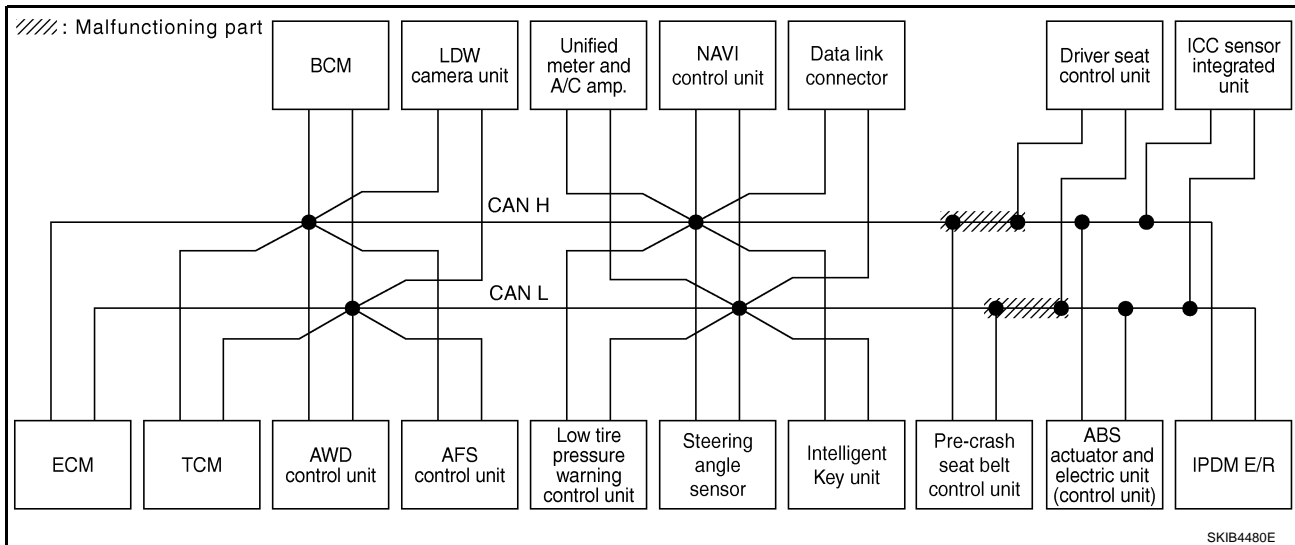 : Malfunctioning part
BCM
LDW
camera unit
Unified
meter and
A/C amp.
NAVI
control unit
Data link
connector
Driver seat
control unit
ICC sensor
integrated
unit
CAN H
CAN L
ECM
TCM
AWD
control unit
AFS
control unit
Low tire
pressure
warning
control unit
Steering
angle
sensor
Intelligent
Key unit
Pre-crash
seat belt
control unit
ABS
actuator and
electric unit
(control unit)
IPDM E/R
SKIB4480E